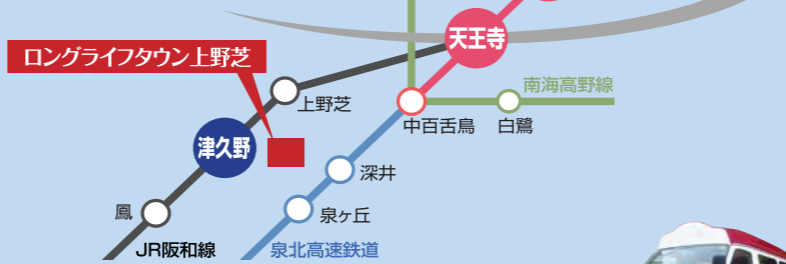 天王寺
ロングライフタウン上野芝
南海高野線
上野芝
中百舌鳥
白鷺
津久野
深井
鳳
泉ヶ丘
JR阪和線
泉北高速鉄道